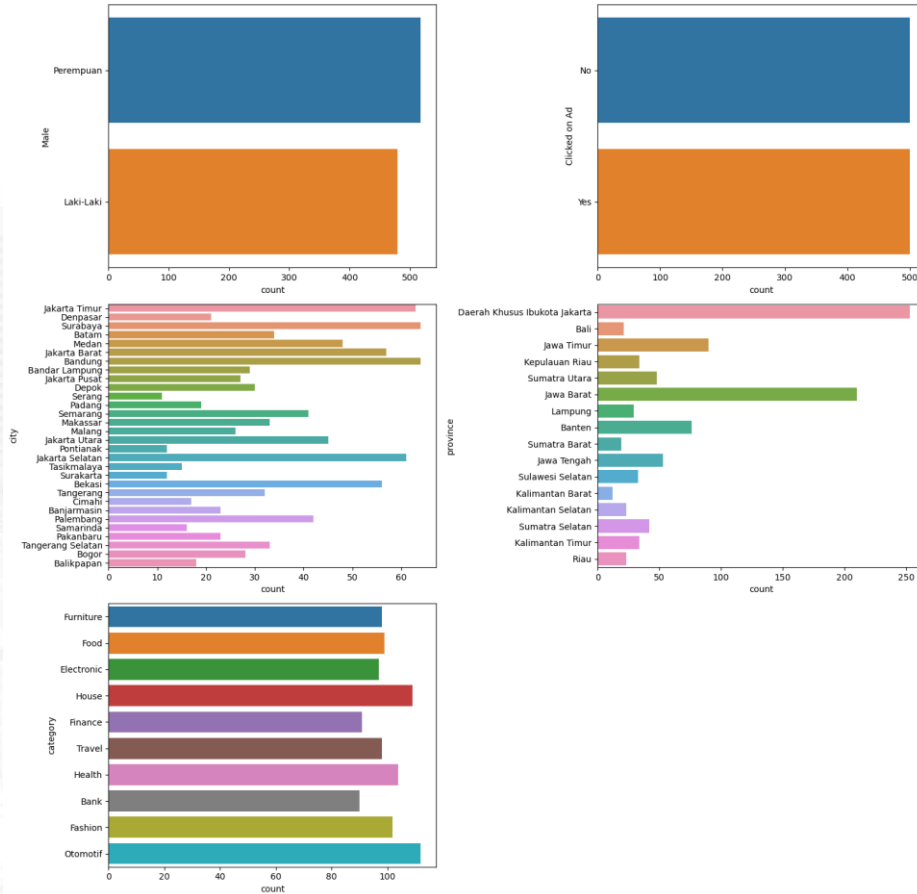 Perempuan
Laki-Laki
Male
0 100 200 300 400 500
count
No
Yes
Clicked on Ad
0 100 200 300 400 500
count
Jakarta Timur
Denpasar
Surabaya
Batam
Medan
Jakarta Barat
Bandung
Bandar Lampung
Jakarta Pusat
Depok
Serang
Padang
Semarang
Makassar
Malang
Jakarta Utara
Pontianak
Jakarta Selatan
Tasikmalaya
Surakarta
Bekasi
Tangerang
Cimahi
Banjarmasin
Palembang
Samarinda
Pakanbaru
Tangerang Selatan
Bogor
Balikpapan
city
0 10 20 30 40 50 60
count
Daerah Khusus Ibukota Jakarta
Bali
Jawa Timur
Kepulauan Riau
Sumatra Utara
Jawa Barat
Lampung
Banten
Sumatra Barat
Jawa Tengah
Sulawesi Selatan
Kalimantan Barat
Kalimantan Selatan
Sumatra Selatan
Kalimantan Timur
Riau
province
0 50 100 150 200 250
count
Furniture
Food
Electronic
House
Finance
Travel
Health
Bank
Fashion
Otomotif
category
0 20 40 60 80 100
count